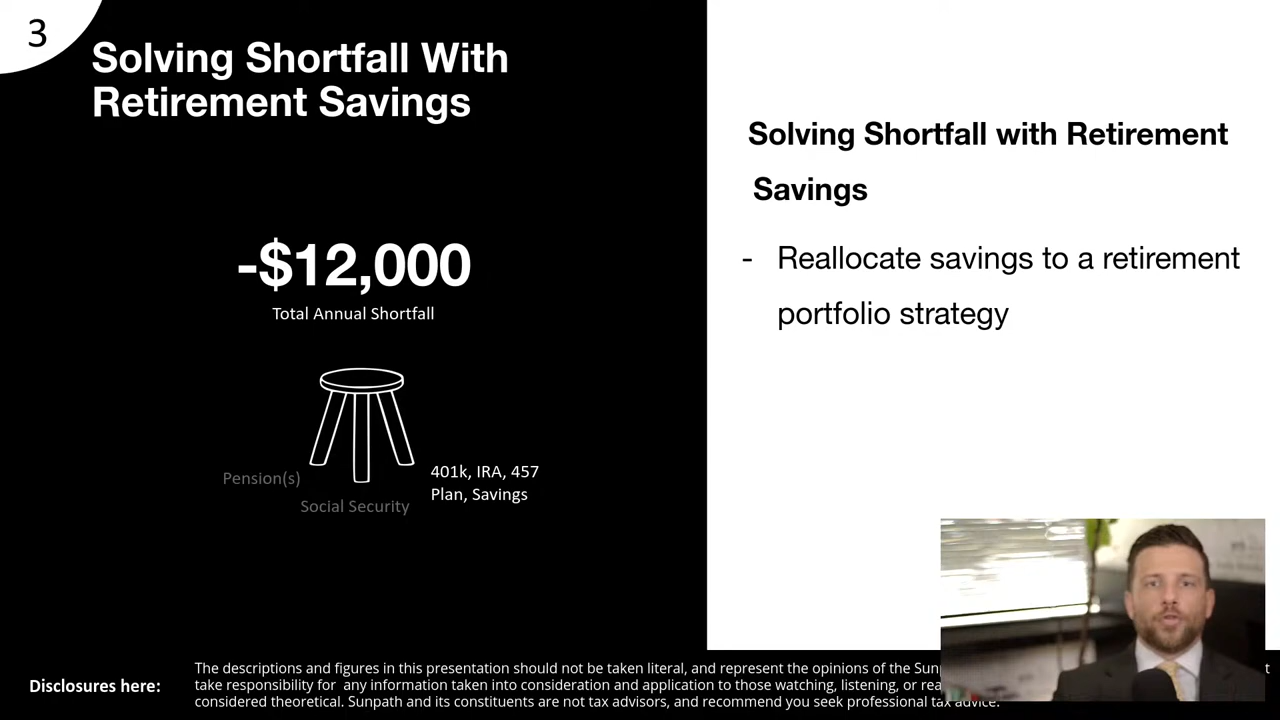 3
Solving Shortfall With
Retirement Savings
-$12,000
Total Annual Shortfall
Pension(s)
Social Security
401k, IRA, 457
Plan, Savings
Solving Shortfall with Retirement
Savings
- Reallocate savings to a retirement
portfolio strategy
Disclosures here:
The descriptions and figures in this presentation should not be taken literal, and represent the opinions of the
take responsibility for any information taken into consideration and application to those watching, listening, or
considered theoretical. Sunpath and its constituents are not tax advisors, and recommend you seek professional tax advice.